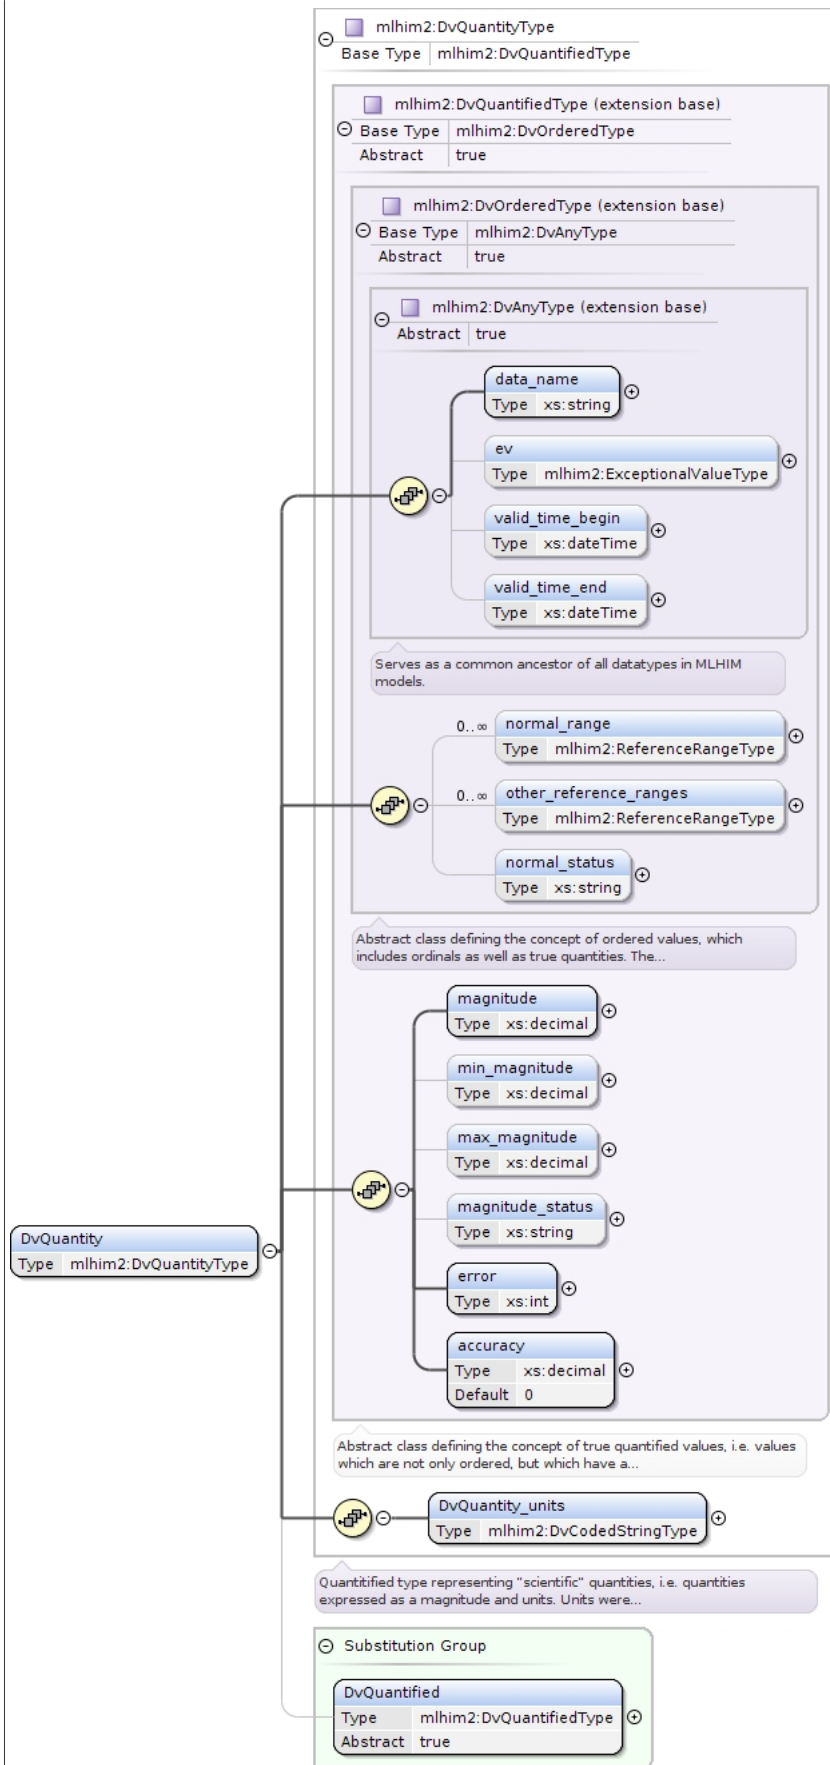 mlhim2:DvQuantityType
Base Type mlhim2:DvQuantifiedType
mlhim2:DvQuantifiedType (extension base)
Base Type mlhim2:DvOrderedType
Abstract true
mlhim2:DvOrderedType (extension base)
Base Type mlhim2:DvAnyType
Abstract true
mlhim2:DvAnyType (extension base)
Abstract true
data_name
Type xs:string
ev
Type mlhim2:ExceptionalValueType
valid_time_begin
Type xs:dateTime
valid_time_end
Type xs:dateTime
Serves as a common ancestor of all datatypes in MLHIM
models.
0..∞ normal_range
Type mlhim2:ReferenceRangeType
0..∞ other_reference_ranges
Type mlhim2:ReferenceRangeType
normal_status
Type xs:string
Abstract class defining the concept of ordered values, which
includes ordinals as well as true quantities. The...
magnitude
Type xs:decimal
min_magnitude
Type xs:decimal
max_magnitude
Type xs:decimal
magnitude_status
Type xs:string
DvQuantity
Type mlhim2:DvQuantityType
error
Type xs:int
accuracy
Type xs:decimal
Default 0
Abstract class defining the concept of true quantified values, i.e. values
which are not only ordered, but which have a...
DvQuantity_units
Type mlhim2:DvCodedStringType
Quantitified type representing "scientific" quantities, i.e. quantities
expressed as a magnitude and units. Units were...
Substitution Group
DvQuantified
Type mlhim2:DvQuantifiedType
Abstract true